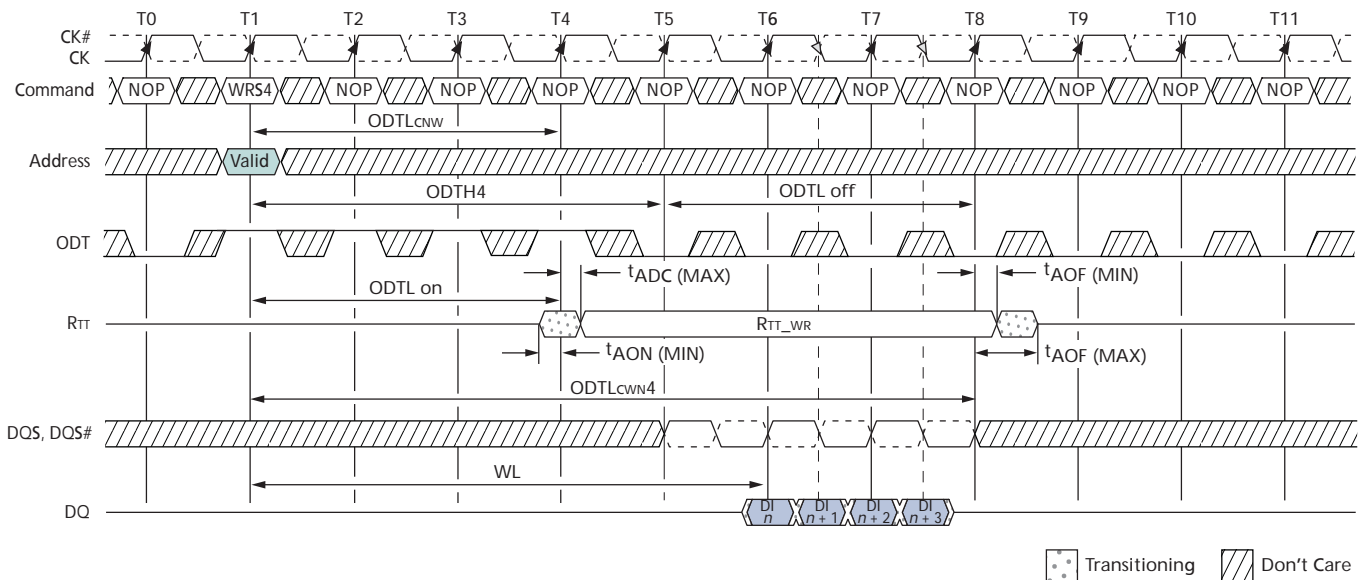 T0 T1 T2 T3 T4 T5 T6 T7 T8 T9 T10 T11
CK#
CK
Command NOP WRS4 NOP NOP NOP NOP NOP NOP NOP NOP NOP NOP
ODTLCNW
Address Valid
ODTH4 ODTL off
ODT
tADC (MAX) tAOF (MIN)
ODTL on
RTT RTT_WR
tAON (MIN) tAOF (MAX)
ODTLCWN4
DQS, DQS#
WL
DQ DI n DI n + 1 DI n + 2 DI n + 3
Transitioning Don't Care